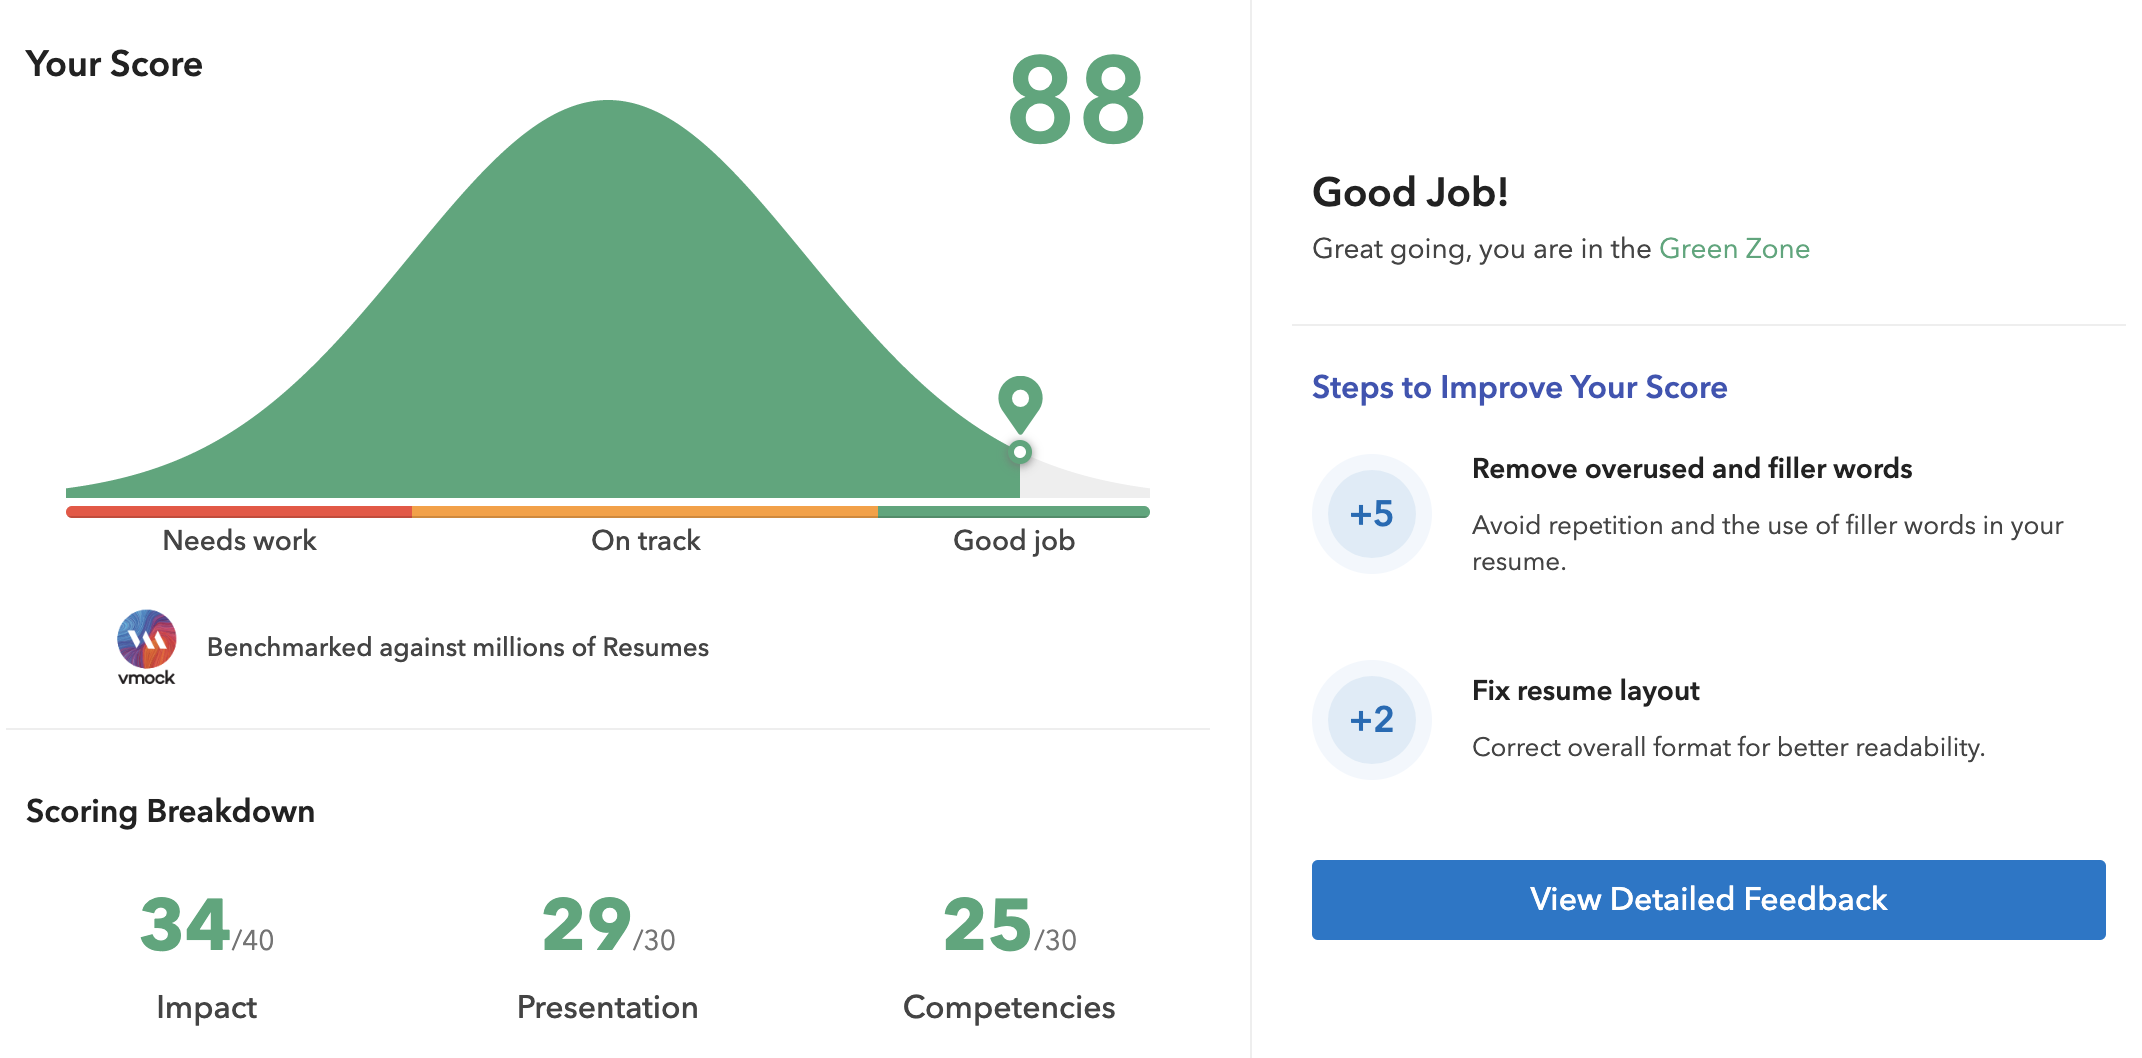 Your Score
88
Needs work
On track
Good job
vmock
Benchmarked against millions of Resumes
Scoring Breakdown
34/40
Impact
29/30
Presentation
25/30
Competencies
Good Job!
Great going, you are in the Green Zone
Steps to Improve Your Score
+5
Remove overused and filler words
Avoid repetition and the use of filler words in your
resume.
+2
Fix resume layout
Correct overall format for better readability.
View Detailed Feedback